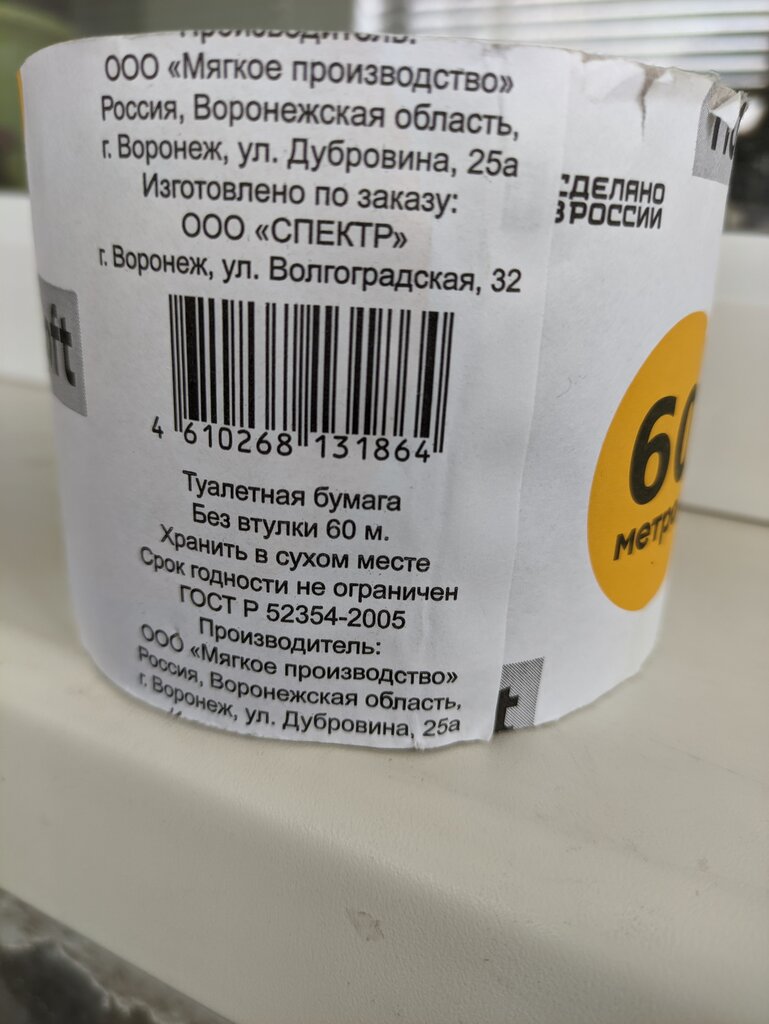 Производитель:
ООО «Мягкое производство»
Россия, Воронежская область,
г. Воронеж, ул. Дубровина, 25а
Изготовлено по заказу:
ООО «СПЕКТР»
г. Воронеж, ул. Волгоградская, 32
4 610268 131864
Туалетная бумага
Без втулки 60 м.
Хранить в сухом месте
Срок годности не ограничен
ГОСТ Р 52354-2005
Производитель:
ООО «Мягкое производство»
Россия, Воронежская область,
г. Воронеж, ул. Дубровина, 25а
СДЕЛАНО
В РОССИИ
60